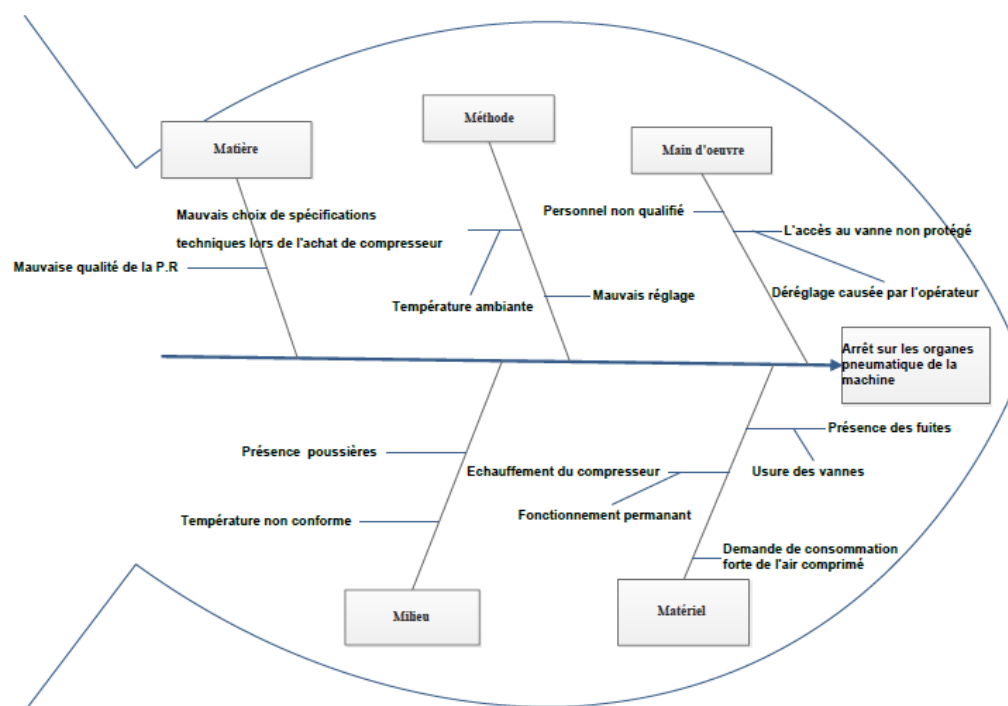 Méthode
Matière
Main d'oeuvre
Mauvais choix de spécifications
techniques lors de l'achat de compresseur
Personnel non qualifié
L'accès au vanne non protégé
Mauvaise qualité de la P.R
Température ambiante
Mauvais réglage
Déréglage causée par l'opérateur
Arrêt sur les organes
pneumatique de la
machine
Présence poussières
Echauffement du compresseur
Présence des fuites
Usure des vannes
Température non conforme
Fonctionnement permanant
Demande de consommation
forte de l'air comprimé
Milieu
Matériel